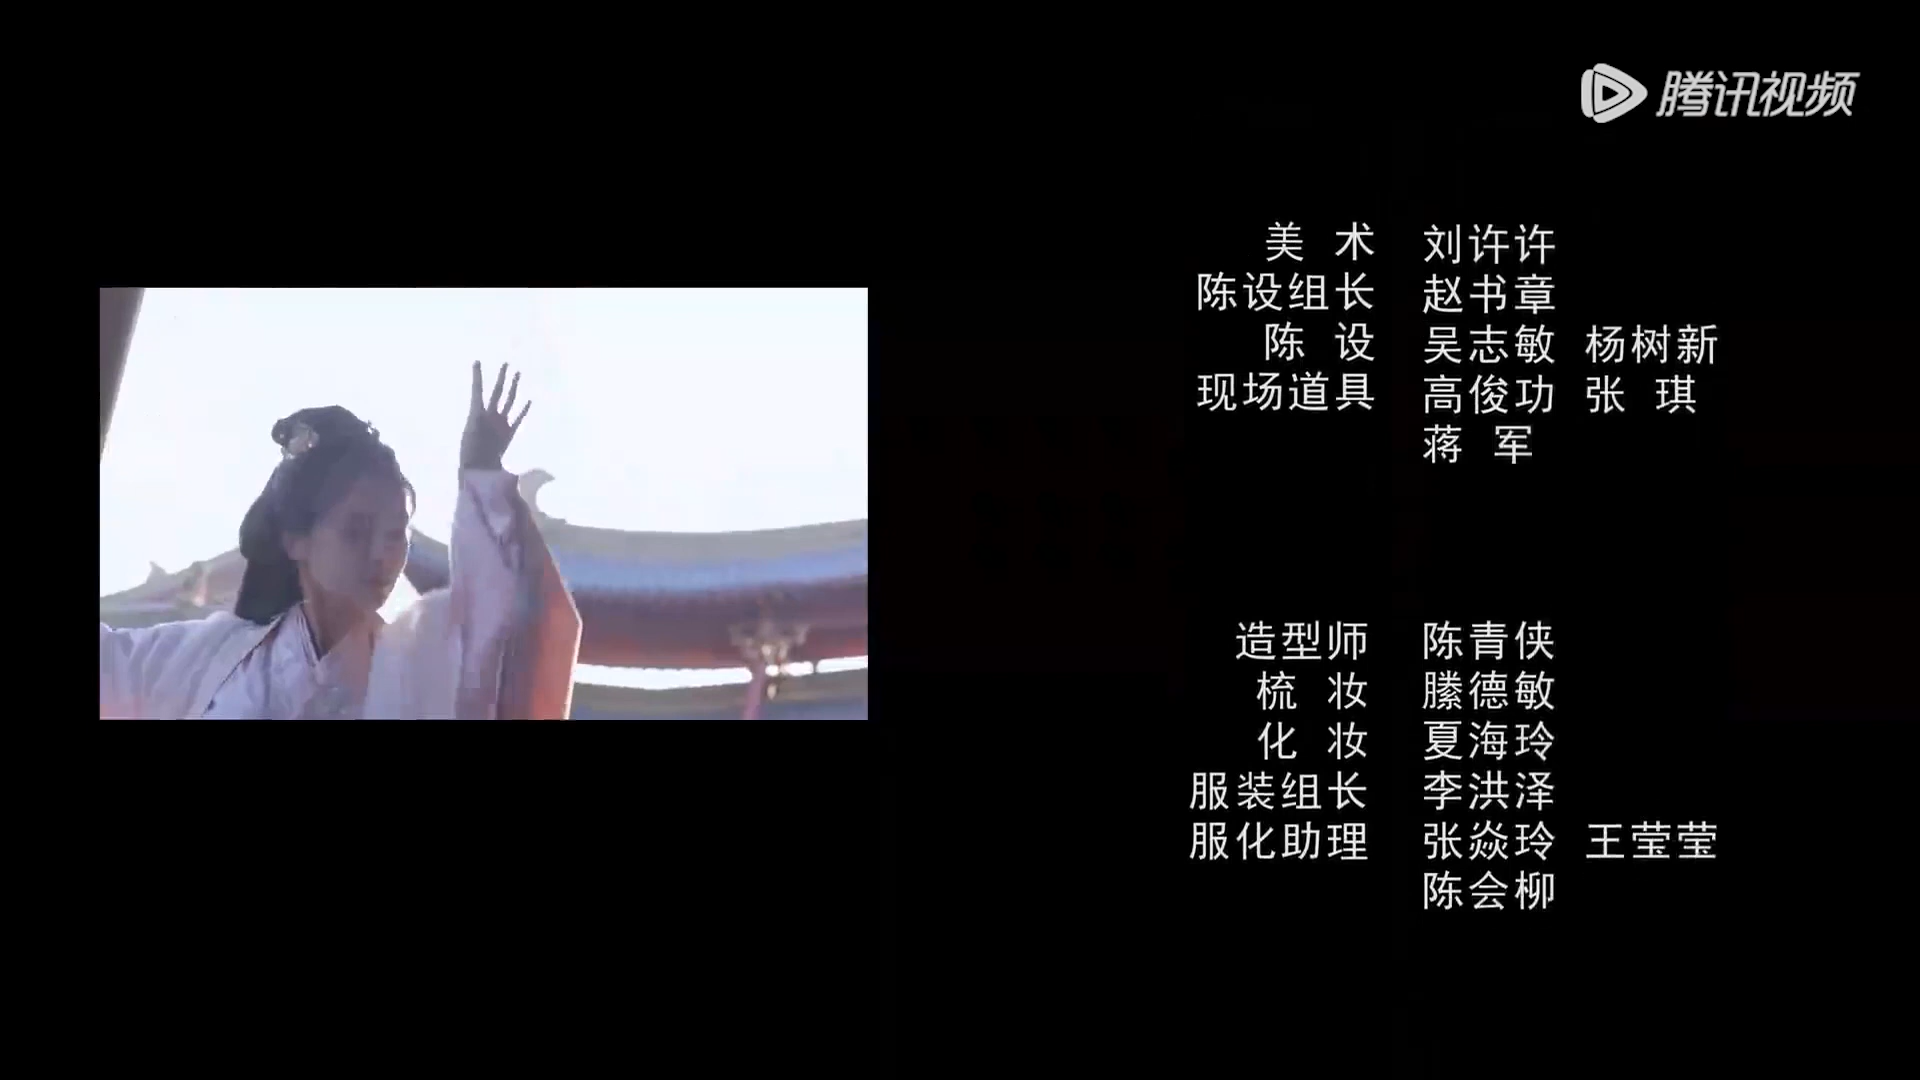 腾讯视频
美 术 刘许许
陈设组长 赵书章
陈 设 吴志敏 杨树新
现场道具 高俊功 张 琪
蒋 军
造型师 陈青侠
梳 妆 滕德敏
化 妆 夏海玲
服装组长 李洪泽
服化助理 张焱玲 王莹莹
陈会柳